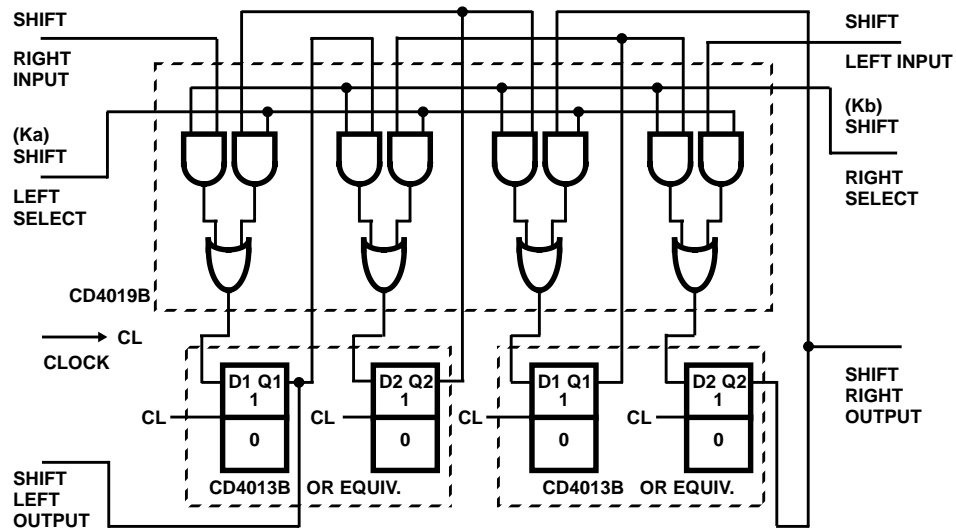 SHIFT
RIGHT
INPUT
SHIFT
LEFT INPUT
(Ka)
SHIFT
LEFT
SELECT
(Kb)
SHIFT
RIGHT
SELECT
CD4019B
CL
CLOCK
D1 Q1
1
0
CL
D2 Q2
1
0
CL
D1 Q1
1
0
CL
D2 Q2
1
0
CL
SHIFT
RIGHT
OUTPUT
CD4013B OR EQUIV.
CD4013B OR EQUIV.
SHIFT
LEFT
OUTPUT